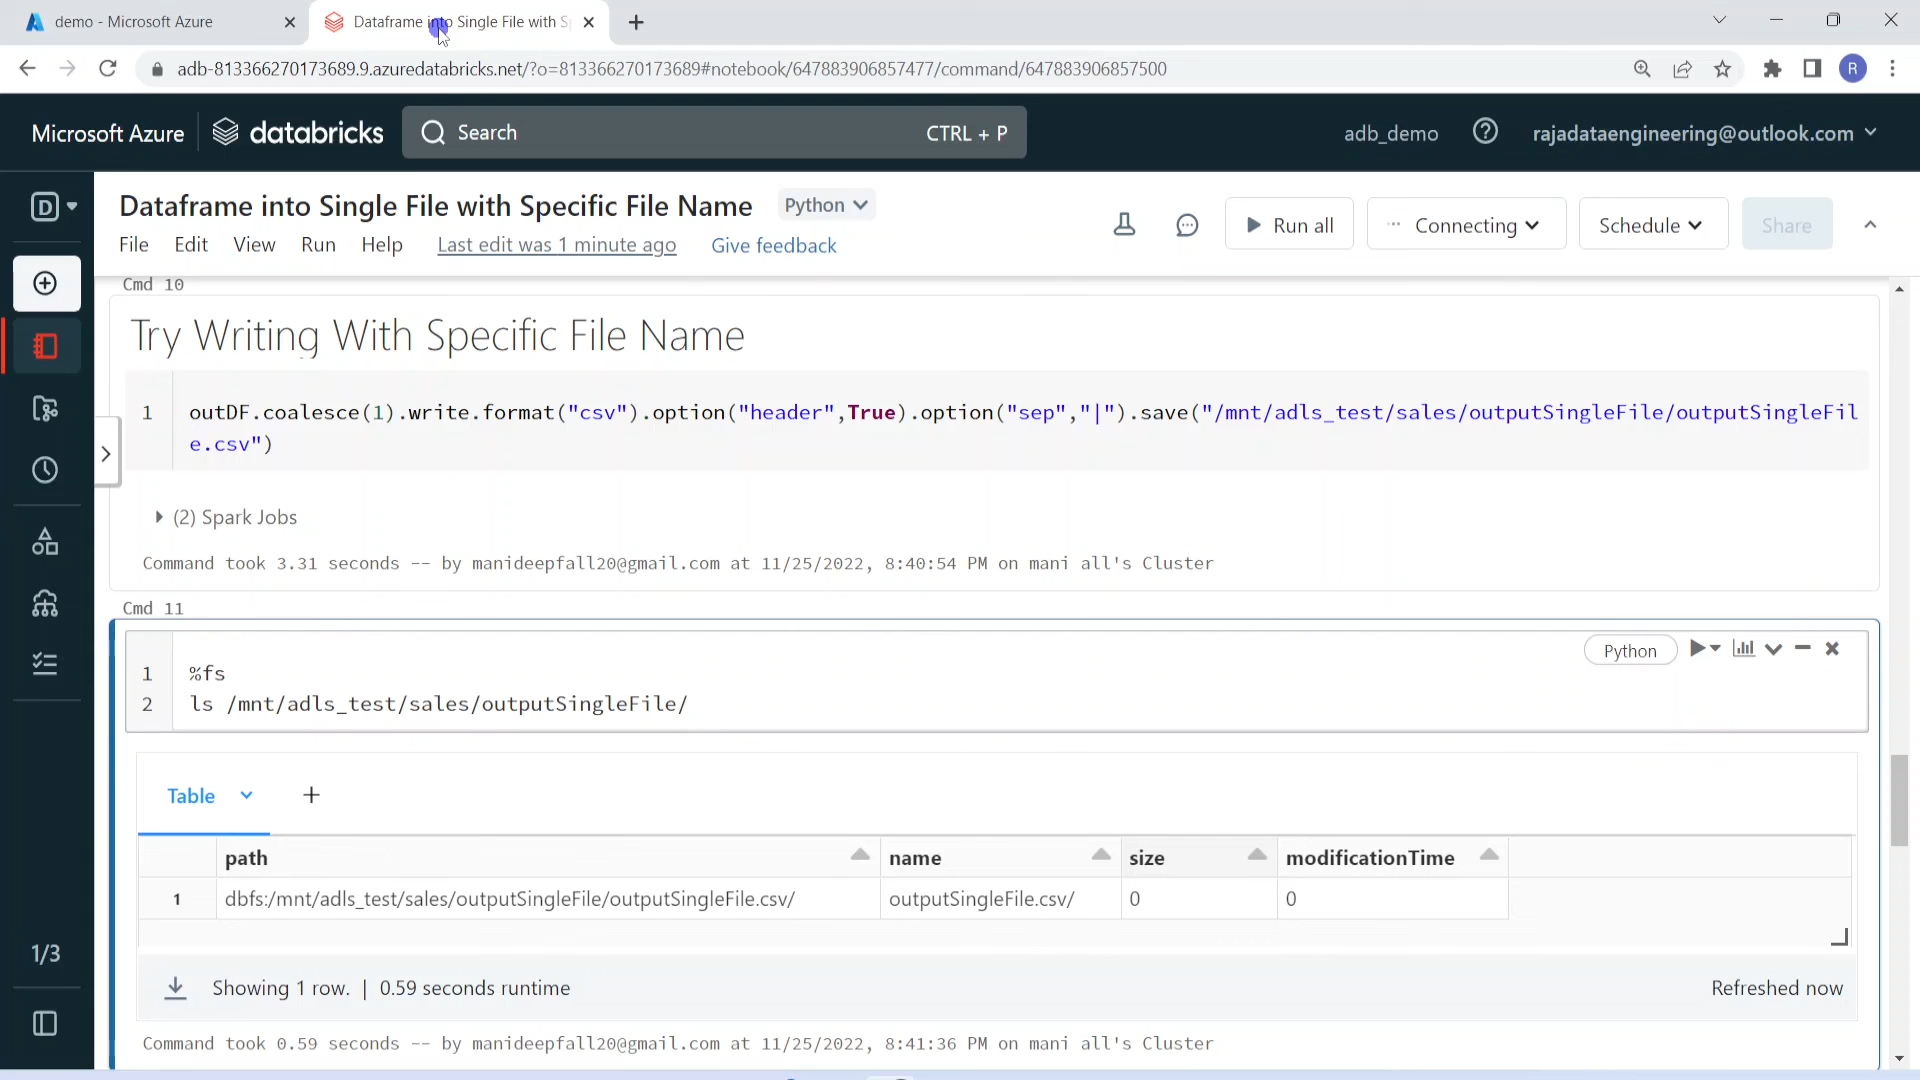 demo - Microsoft Azure
Dataframe into Single File with S
adb-813366270173689.9.azuredatabricks.net/?o=813366270173689#notebook/647883906857477/command/647883906857500
R
Microsoft Azure
databricks
Search
CTRL + P
adb_demo
rajadataengineering@outlook.com
D
Dataframe into Single File with Specific File Name
Python
File Edit View Run Help Last edit was 1 minute ago Give feedback
Run all
Connecting
Schedule
Share
Cmd 10
Try Writing With Specific File Name
1 outDF.coalesce(1).write.format("csv").option("header",True).option("sep","|").save("/mnt/adls_test/sales/outputSingleFile/outputSingleFil
e.csv")
(2) Spark Jobs
Command took 3.31 seconds -- by manideepfall20@gmail.com at 11/25/2022, 8:40:54 PM on mani all's Cluster
Cmd 11
Python
1 %fs
2 ls /mnt/adls_test/sales/outputSingleFile/
Table
path name size modificationTime
1 dbfs:/mnt/adls_test/sales/outputSingleFile/outputSingleFile.csv/ outputSingleFile.csv/ 0 0
Showing 1 row. | 0.59 seconds runtime
Refreshed now
Command took 0.59 seconds -- by manideepfall20@gmail.com at 11/25/2022, 8:41:36 PM on mani all's Cluster
1/3